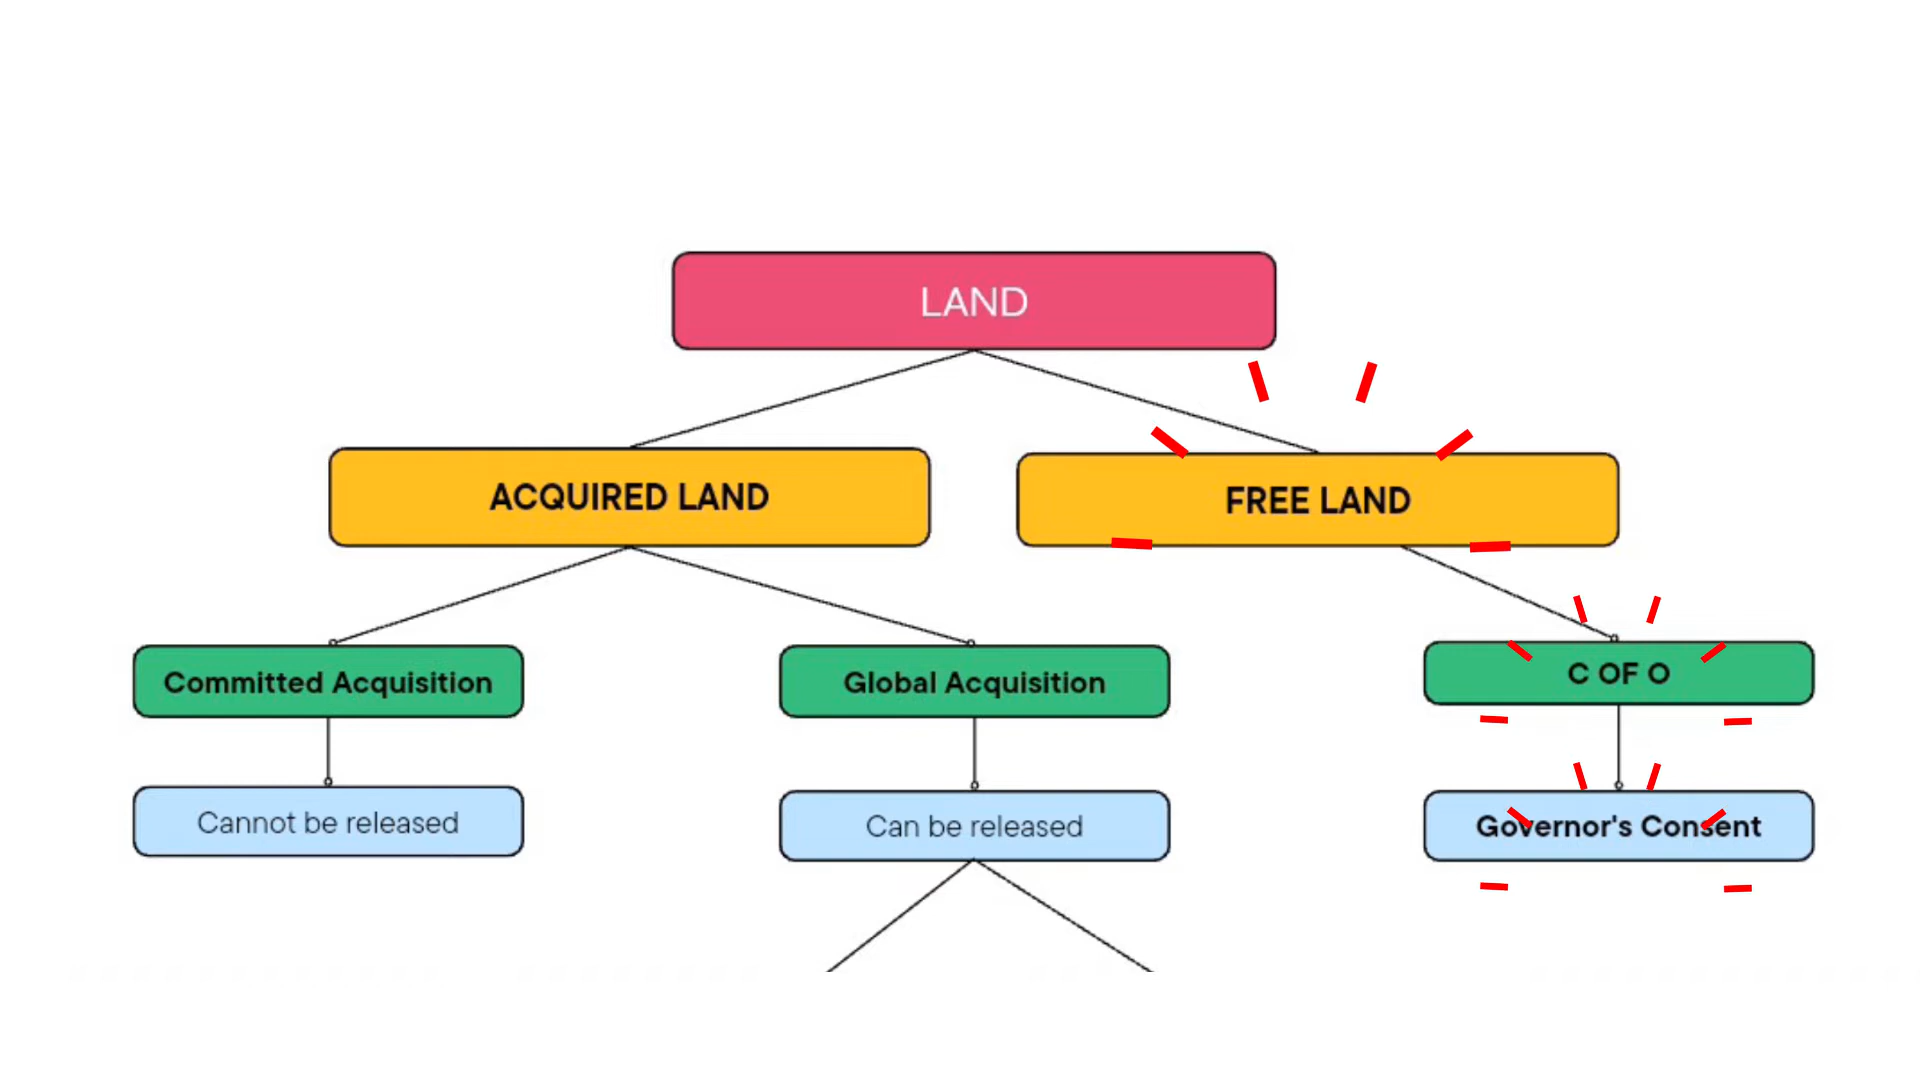 LAND
ACQUIRED LAND
FREE LAND
Committed Acquisition
Global Acquisition
C OF O
Cannot be released
Can be released
Governor's Consent